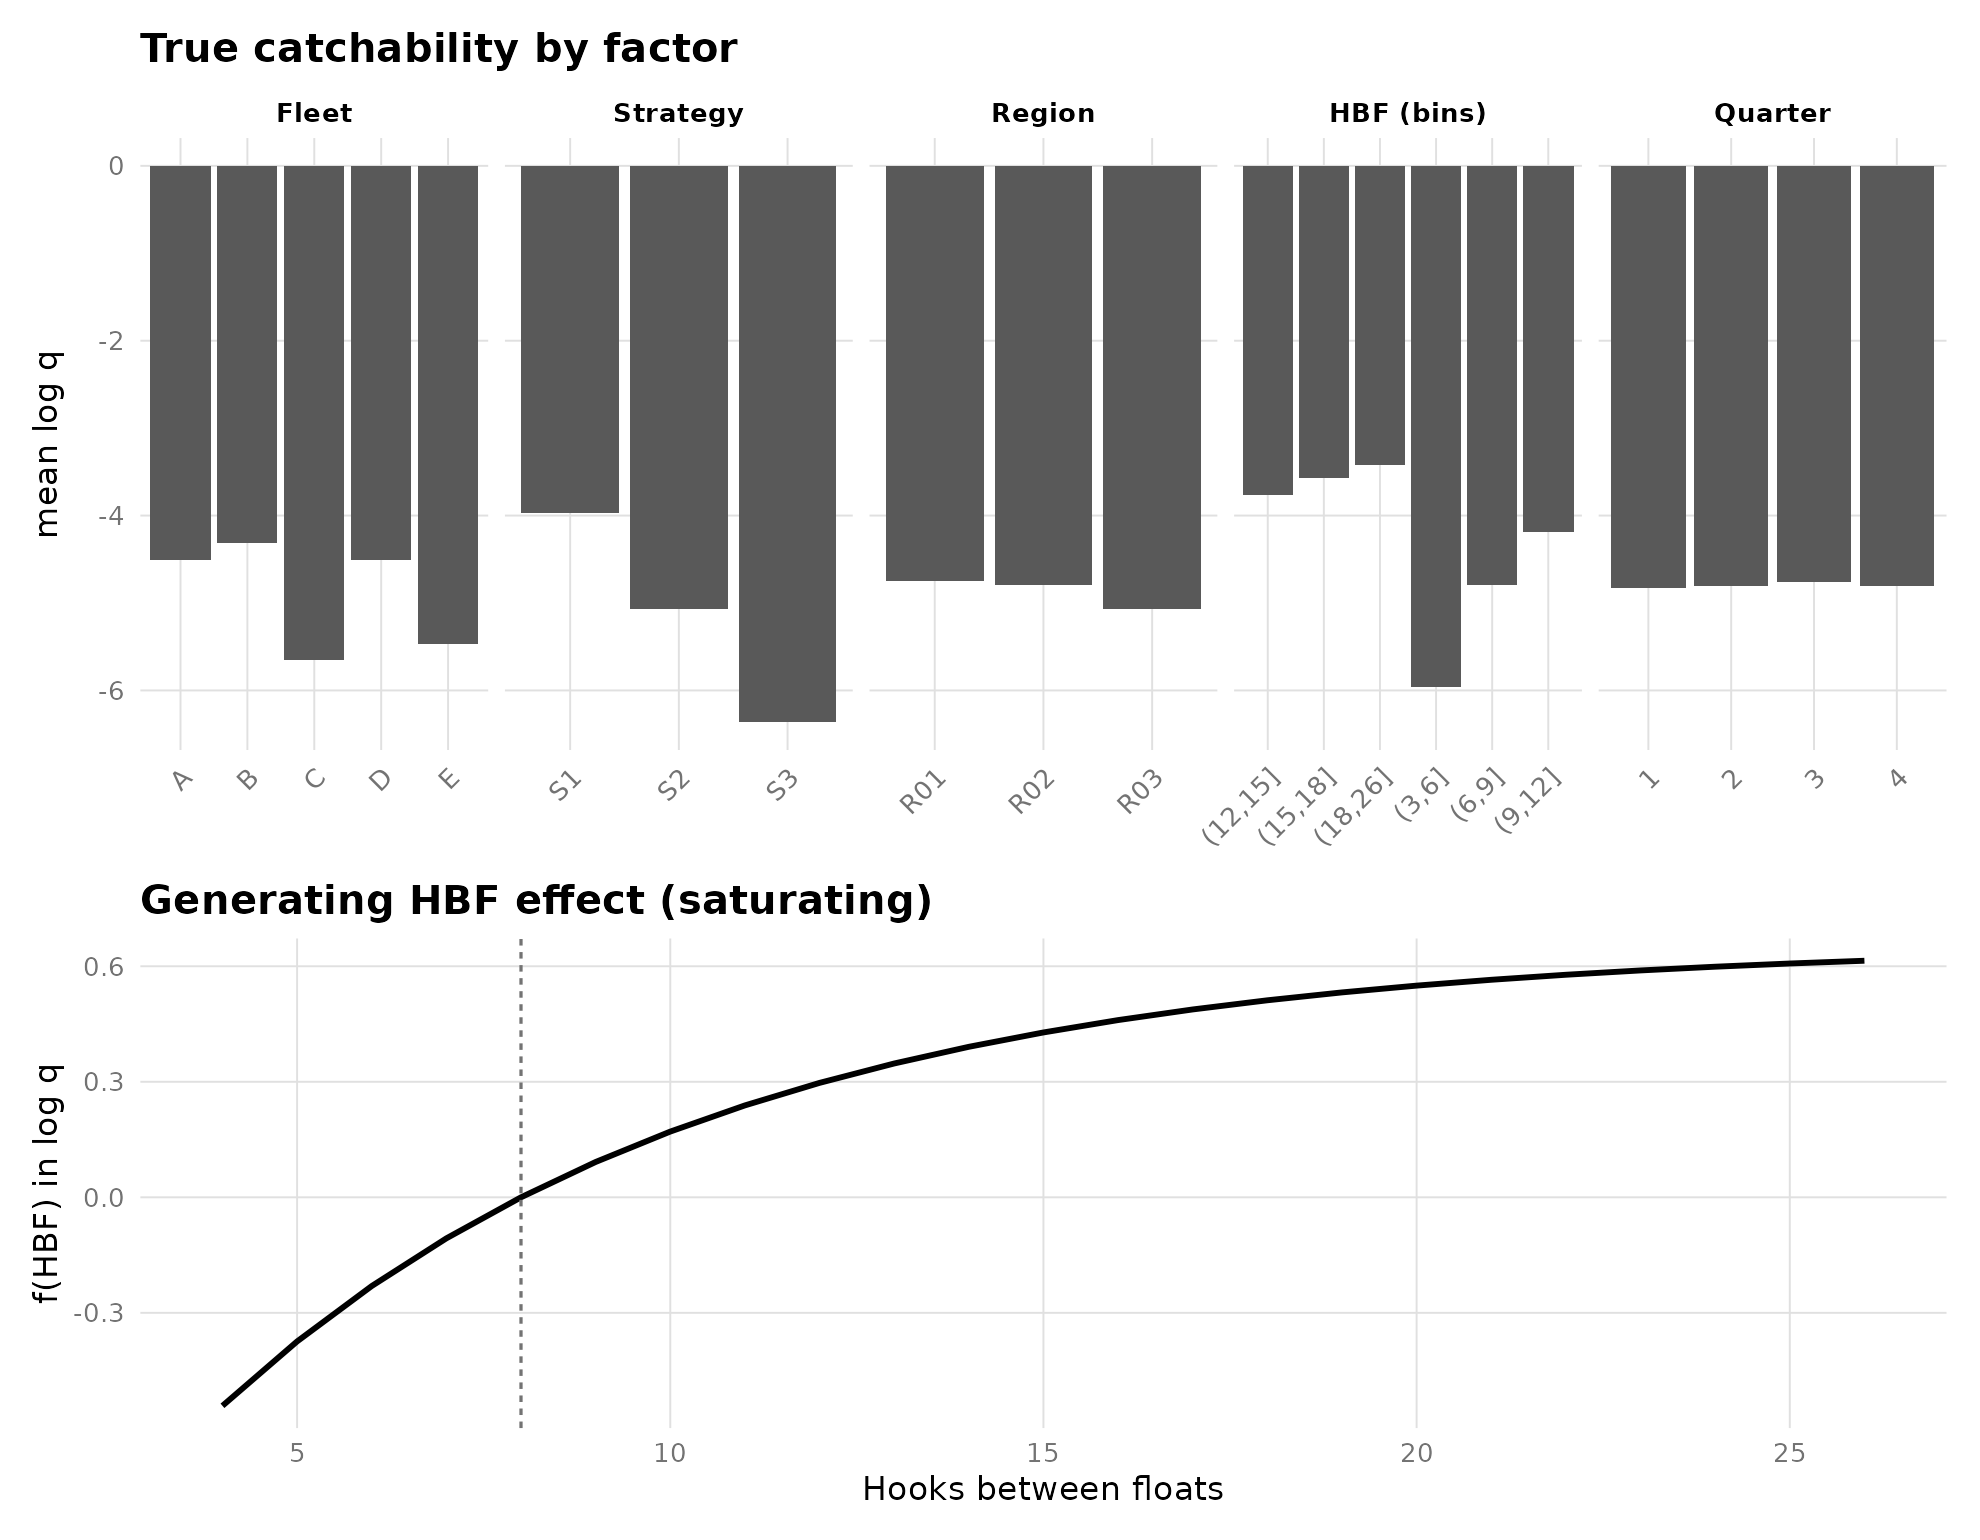 True catchability by factor
Fleet Strategy Region HBF (bins) Quarter
mean log q
0
-2
-4
-6
A B C D E S1 S2 S3 R01 R02 R03 (12,15] (15,18] (18,26] (3,6] (6,9] (9,12] 1 2 3 4
Generating HBF effect (saturating)
f(HBF) in log q
0.6
0.3
0.0
-0.3
5 10 15 20 25
Hooks between floats